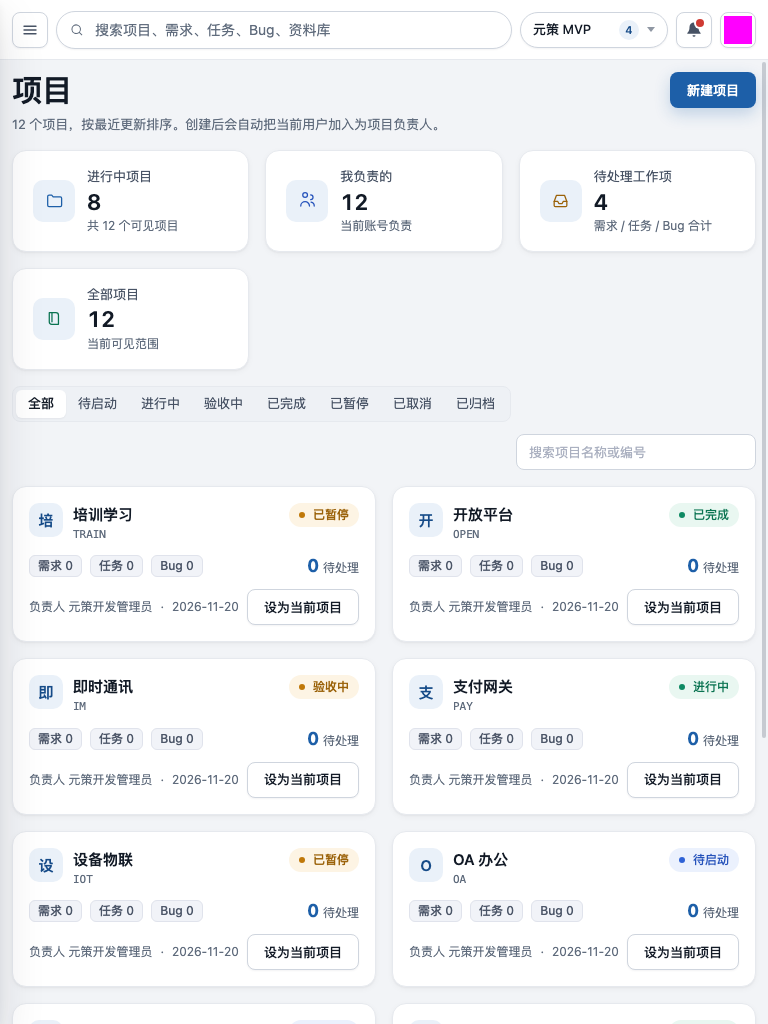 搜索项目、需求、任务、Bug、资料库
元策 MVP 4
项目
新建项目
12 个项目，按最近更新排序。创建后会自动把当前用户加入为项目负责人。
进行中项目
8
共 12 个可见项目
我负责的
12
当前账号负责
待处理工作项
4
需求 / 任务 / Bug 合计
全部项目
12
当前可见范围
全部 待启动 进行中 验收中 已完成 已暂停 已取消 已归档
搜索项目名称或编号
培 培训学习 已暂停
TRAIN
需求 0 任务 0 Bug 0 0 待处理
负责人 元策开发管理员 · 2026-11-20 设为当前项目
开 开放平台 已完成
OPEN
需求 0 任务 0 Bug 0 0 待处理
负责人 元策开发管理员 · 2026-11-20 设为当前项目
即 即时通讯 验收中
IM
需求 0 任务 0 Bug 0 0 待处理
负责人 元策开发管理员 · 2026-11-20 设为当前项目
支 支付网关 进行中
PAY
需求 0 任务 0 Bug 0 0 待处理
负责人 元策开发管理员 · 2026-11-20 设为当前项目
设 设备物联 已暂停
IOT
需求 0 任务 0 Bug 0 0 待处理
负责人 元策开发管理员 · 2026-11-20 设为当前项目
O OA 办公 待启动
OA
需求 0 任务 0 Bug 0 0 待处理
负责人 元策开发管理员 · 2026-11-20 设为当前项目